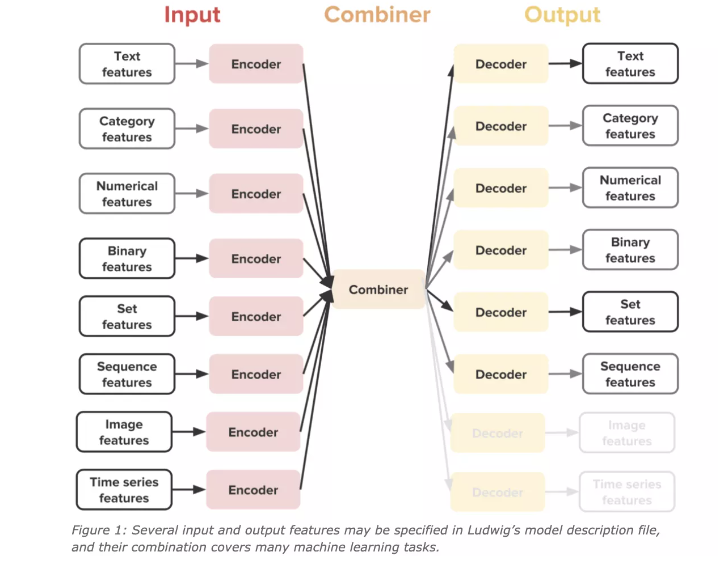 Input
Combiner
Output
Text
features
Encoder
Decoder
Text
features
Category
features
Encoder
Decoder
Category
features
Numerical
features
Encoder
Decoder
Numerical
features
Binary
features
Encoder
Decoder
Binary
features
Combiner
Set
features
Encoder
Decoder
Set
features
Sequence
features
Encoder
Decoder
Sequence
features
Image
features
Encoder
Decoder
Image
features
Time series
features
Encoder
Decoder
Time series
features
Figure 1: Several input and output features may be specified in Ludwig’s model description file,
and their combination covers many machine learning tasks.